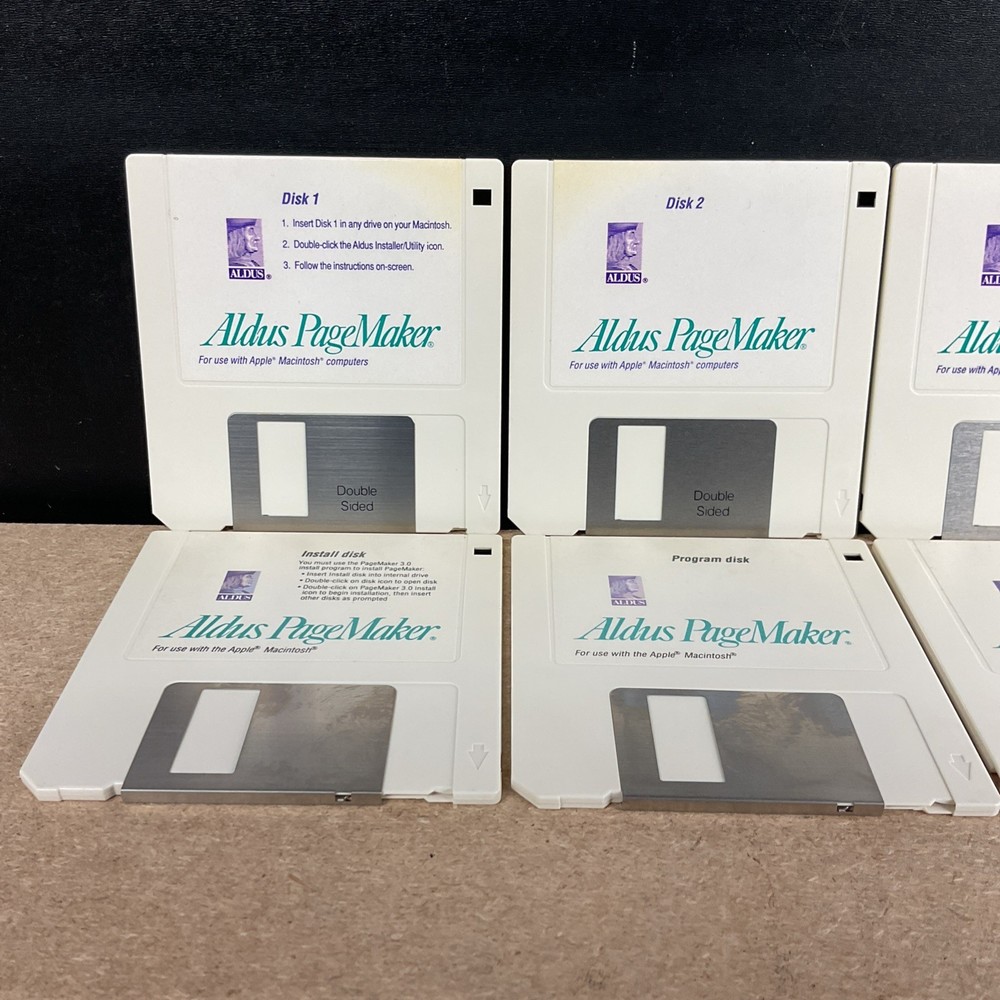 Disk 1
1. Insert Disk 1 in any drive on your Macintosh.
2. Double-click the Aldus Installer/Utility icon.
3. Follow the instructions on-screen.
ALDUS®
Aldus PageMaker®
For use with Apple® Macintosh® computers
Double
Sided
Disk 2
ALDUS®
Aldus PageMaker®
For use with Apple® Macintosh® computers
Double
Sided
For use with
Install disk
You must use the PageMaker 3.0
install program to install PageMaker:
• Insert Install disk into internal drive
• Double-click on disk icon to open disk
• Double-click on PageMaker 3.0 install
icon to begin installation, then insert
other disks as prompted
ALDUS
Aldus PageMaker®
For use with the Apple® Macintosh®
Program disk
ALDUS
Aldus PageMaker®
For use with the Apple® Macintosh®